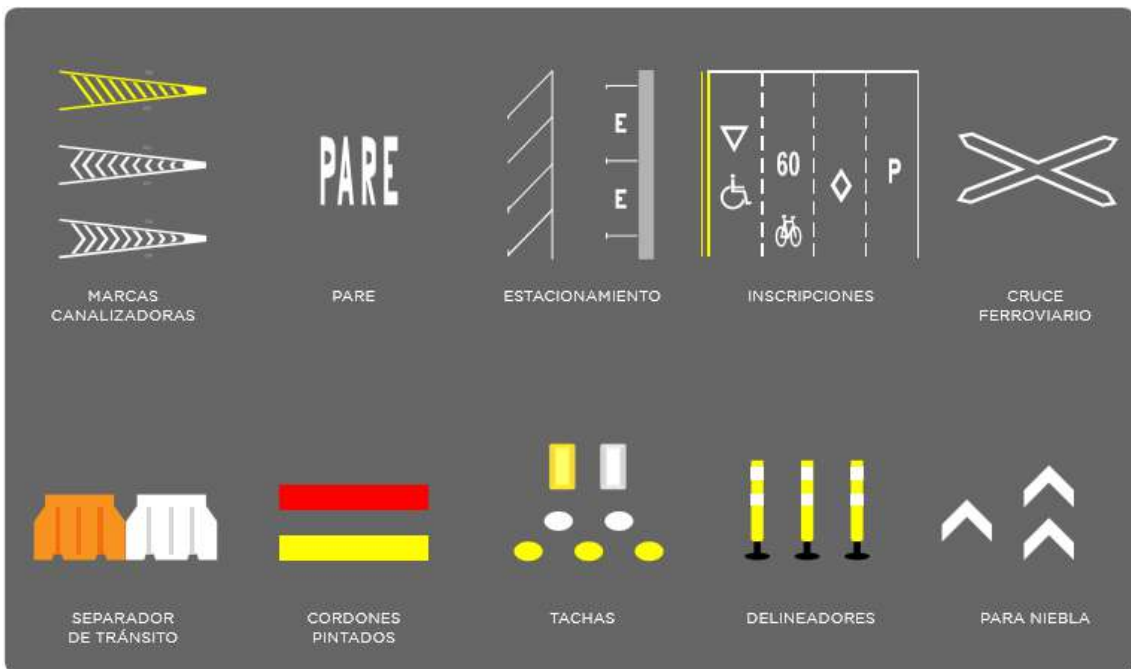 PARE
E
E
60
P
MARCAS
CANALIZADORAS
PARE
ESTACIONAMIENTO
INSCRIPCIONES
CRUCE
FERROVIARIO
SEPARADOR
DE TRÁNSITO
CORDONES
PINTADOS
TACHAS
DELINEADORES
PARA NIEBLA